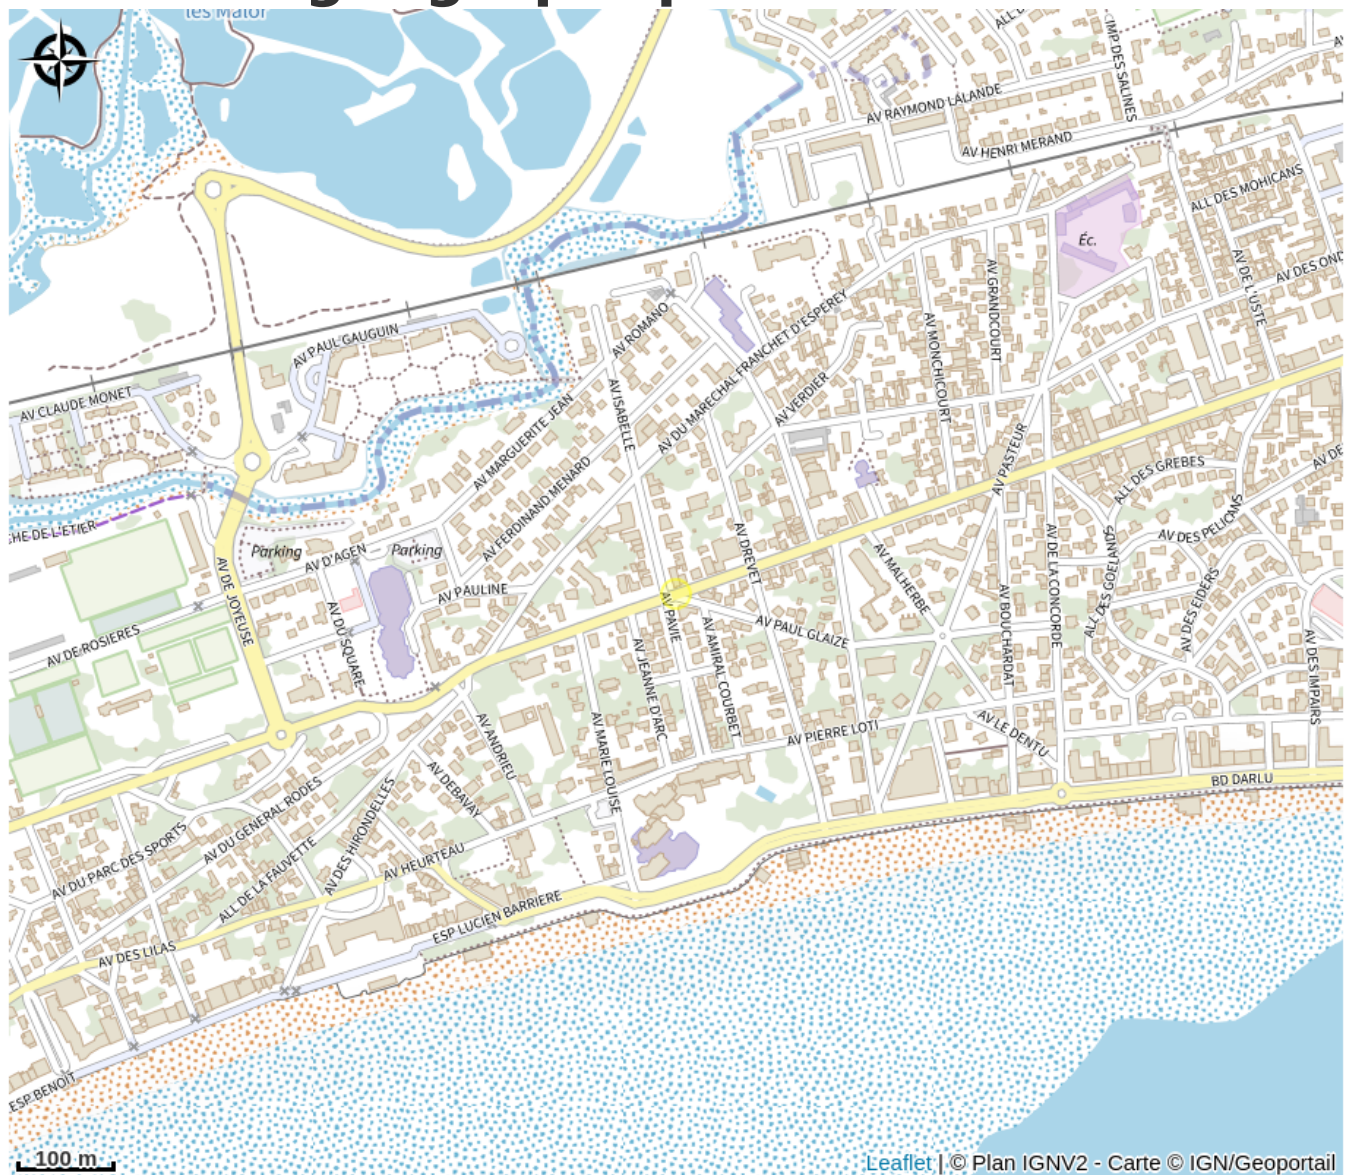 les Maîor
ALL D
IMP DES SALINES
AV RAYMOND LALANDE
AV HENRI MERAND
ALL DES MOHICANS
Éc.
AV DE L'USTE
AV DES OND
AV GRANDCOURT
AV MONCHICOURT
AV ROMANO
AV PAUL GAUGUIN
AV DU MARECHAL FRANCHET D'ESPEREY
AV VERDIER
AV CLAUDE MONET
AV ISABELLE
AV MARGUERITE JEAN
AV FERDINAND MENARD
AV PASTEUR
ALL DES GREBES
AV DE
CHE DE L'ETIER
AV DES PELICANS
Parking
AV D'AGEN
Parking
AV DREVET
AV MALHERBE
AV DE LA CONCORDE
ALL DES GOELANDS
AV DES EIDERS
AV DE JOYEUSE
AV PAULINE
AV DU SQUARE
AV PAVIE
AV AMIRAL COURBET
AV PAUL GLAIZE
AV BOUCHARDAT
AV DES IMPAIRS
AV DE ROSIERES
AV JEANNE D'ARC
AV MARIE LOUISE
AV ANDRIEU
AV PIERRE LOTI
AV LE DENTU
AV DEBAVAY
BD DARLU
AV DU GENERAL RODES
AV DES HIRONDELLES
AV DU PARC DES SPORTS
ALL DE LA FAUVETTE
AV HEURTEAU
ESP LUCIEN BARRIERE
AV DES LILAS
ESP BENOIT
100 m
Leaflet | © Plan IGNV2 - Carte © IGN/Geoportail